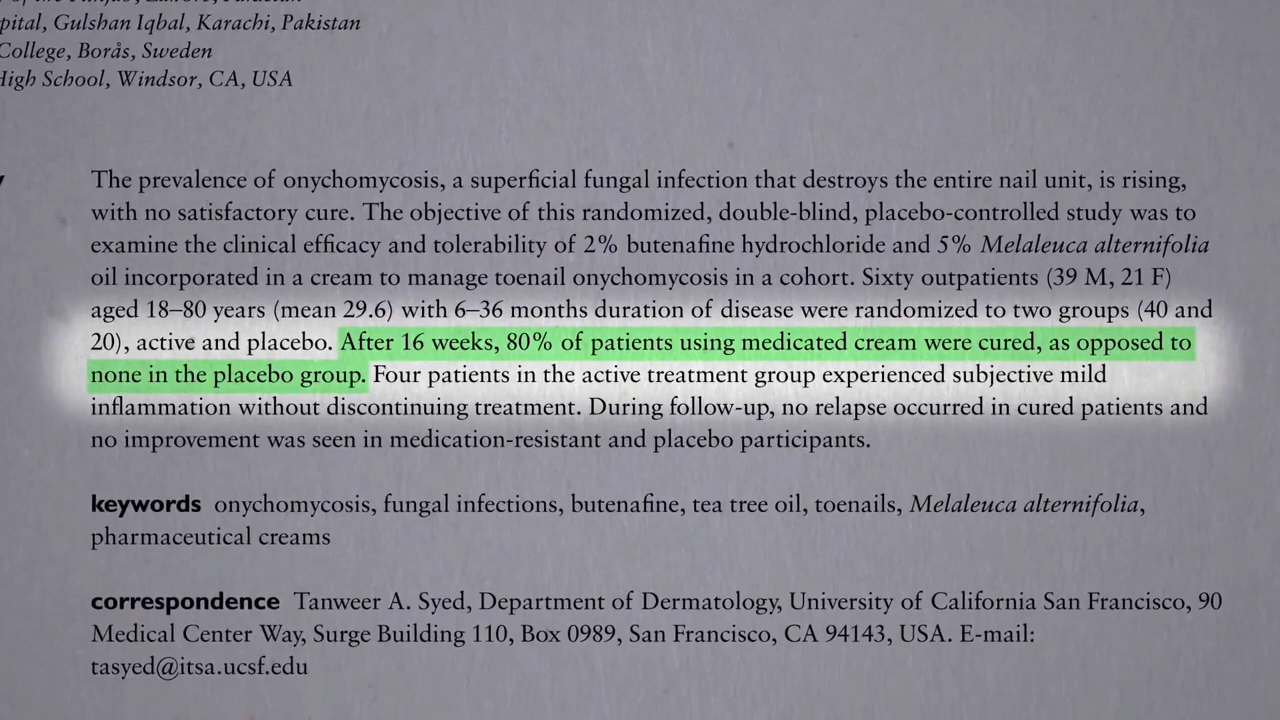 pital, Gulshan Iqbal, Karachi, Pakistan
College, Borås, Sweden
High School, Windsor, CA, USA
The prevalence of onychomycosis, a superficial fungal infection that destroys the entire nail unit, is rising,
with no satisfactory cure. The objective of this randomized, double-blind, placebo-controlled study was to
examine the clinical efficacy and tolerability of 2% butenafine hydrochloride and 5% Melaleuca alternifolia
oil incorporated in a cream to manage toenail onychomycosis in a cohort. Sixty outpatients (39 M, 21 F)
aged 18–80 years (mean 29.6) with 6–36 months duration of disease were randomized to two groups (40 and
20), active and placebo. After 16 weeks, 80% of patients using medicated cream were cured, as opposed to
none in the placebo group. Four patients in the active treatment group experienced subjective mild
inflammation without discontinuing treatment. During follow-up, no relapse occurred in cured patients and
no improvement was seen in medication-resistant and placebo participants.
keywords onychomycosis, fungal infections, butenafine, tea tree oil, toenails, Melaleuca alternifolia,
pharmaceutical creams
correspondence Tanweer A. Syed, Department of Dermatology, University of California San Francisco, 90
Medical Center Way, Surge Building 110, Box 0989, San Francisco, CA 94143, USA. E-mail:
tasyed@itsa.ucsf.edu